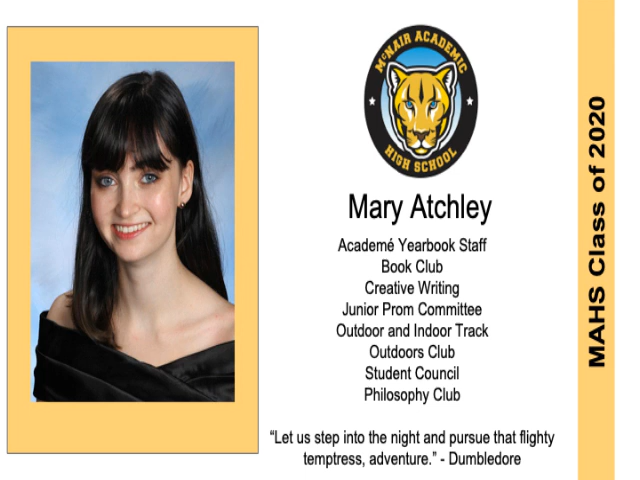 McNAIR ACADEMIC
HIGH SCHOOL
Mary Atchley
Academé Yearbook Staff
Book Club
Creative Writing
Junior Prom Committee
Outdoor and Indoor Track
Outdoors Club
Student Council
Philosophy Club
“Let us step into the night and pursue that flighty
temptress, adventure.” - Dumbledore
MAHS Class of 2020